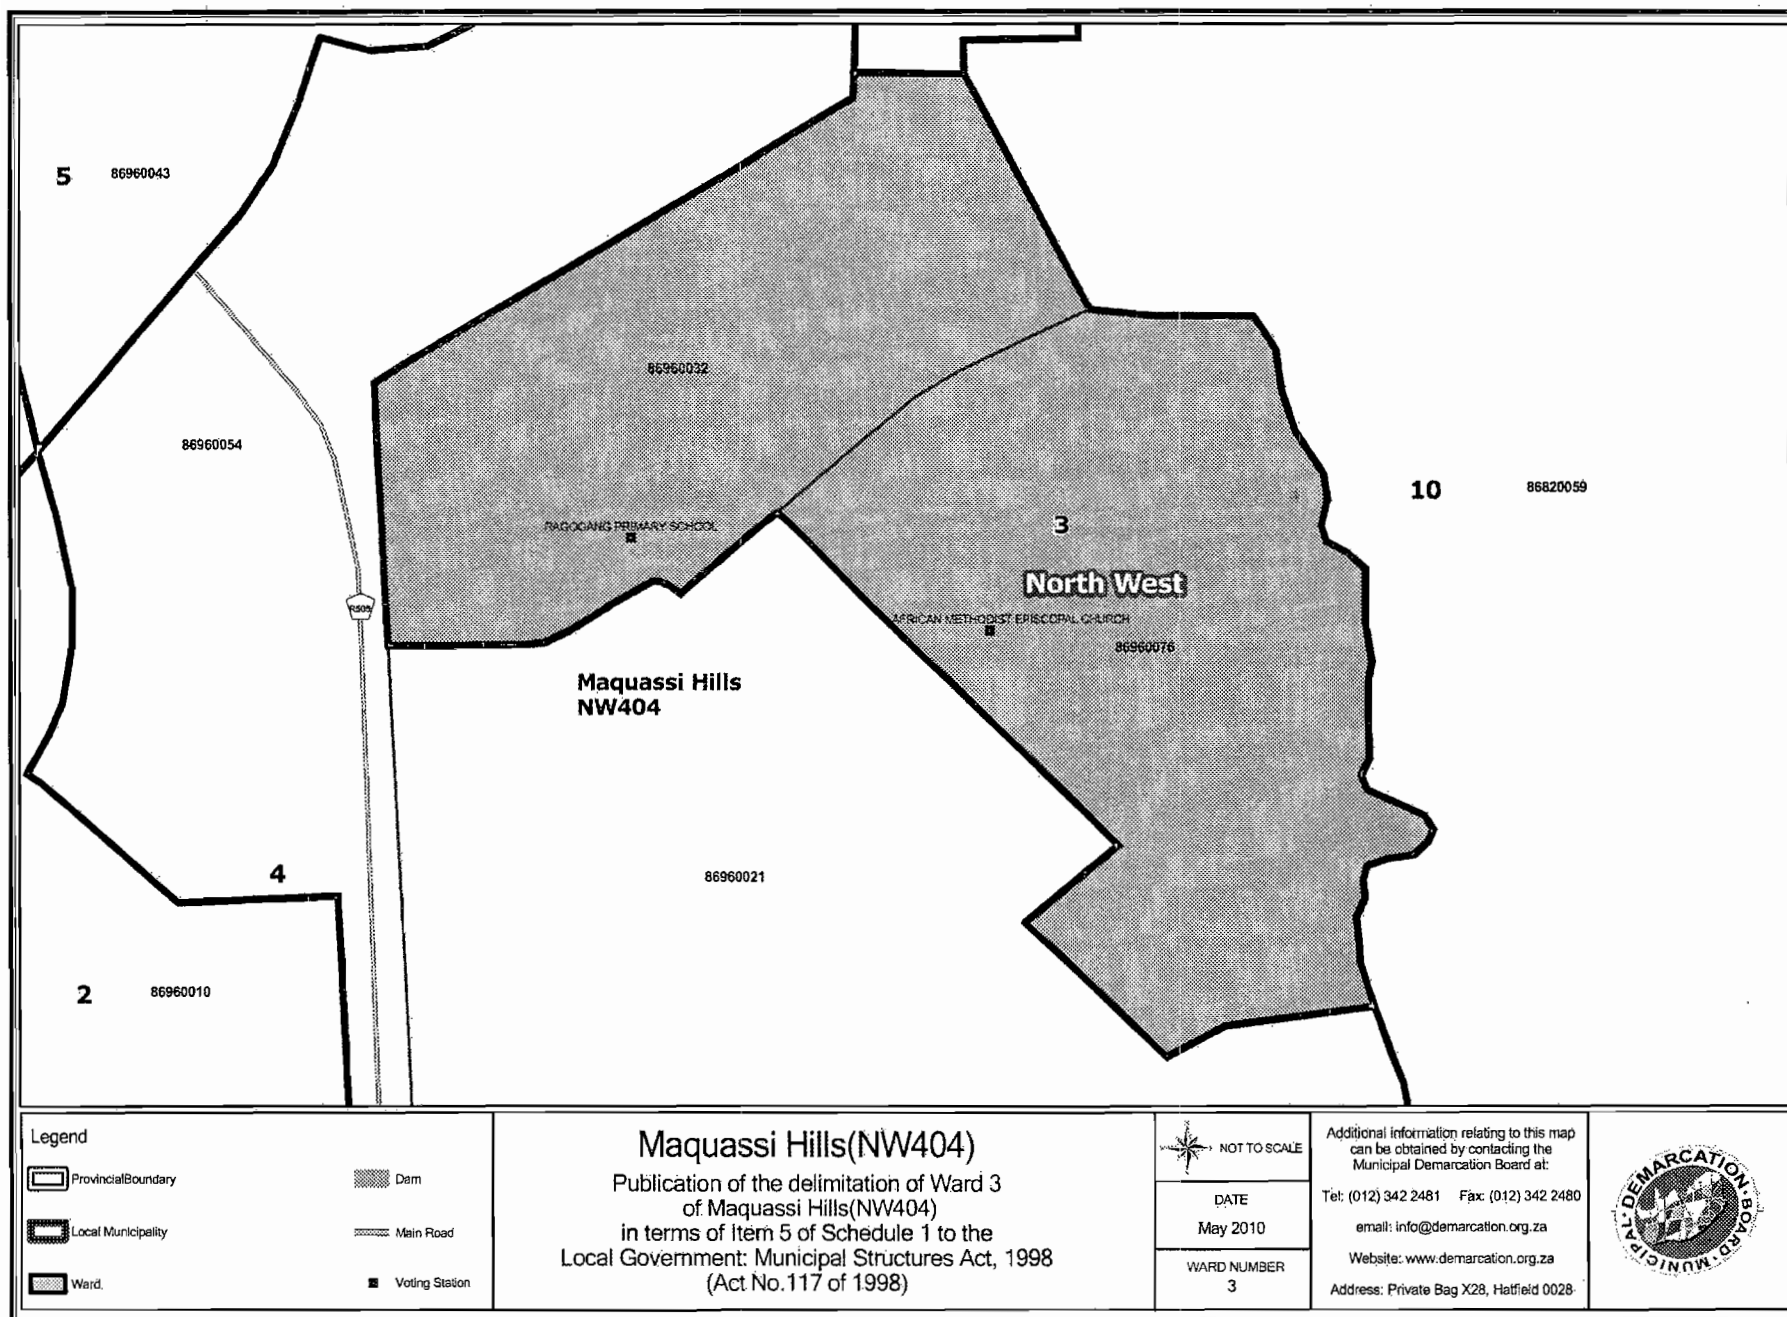 5
86960043
86960032
86960054
10
86820059
PRIMARY SCHOOL
3
North West
AFRICAN METHODIST EPISCOPAL CHURCH
86960076
R505
Maquassi Hills
NW404
86960021
4
2
86960010
Legend
ProvincialBoundary
Dam
Local Municipality
Main Road
Ward.
Voting Station
Maquassi Hills(NW404)
Publication of the delimitation of Ward 3
of Maquassi Hills(NW404)
in terms of Item 5 of Schedule 1 to the
Local Government: Municipal Structures Act, 1998
(Act No.117 of 1998)
NOT TO SCALE
DATE
May 2010
WARD NUMBER
3
Additional information relating to this map
can be obtained by contacting the
Municipal Demarcation Board at:
Tel: (012) 342 2481 Fax: (012) 342 2480
email: info@demarcation.org.za
Website: www.demarcation.org.za
Address: Private Bag X28, Hatfield 0028
MUNICIPAL DEMARCATION BOARD